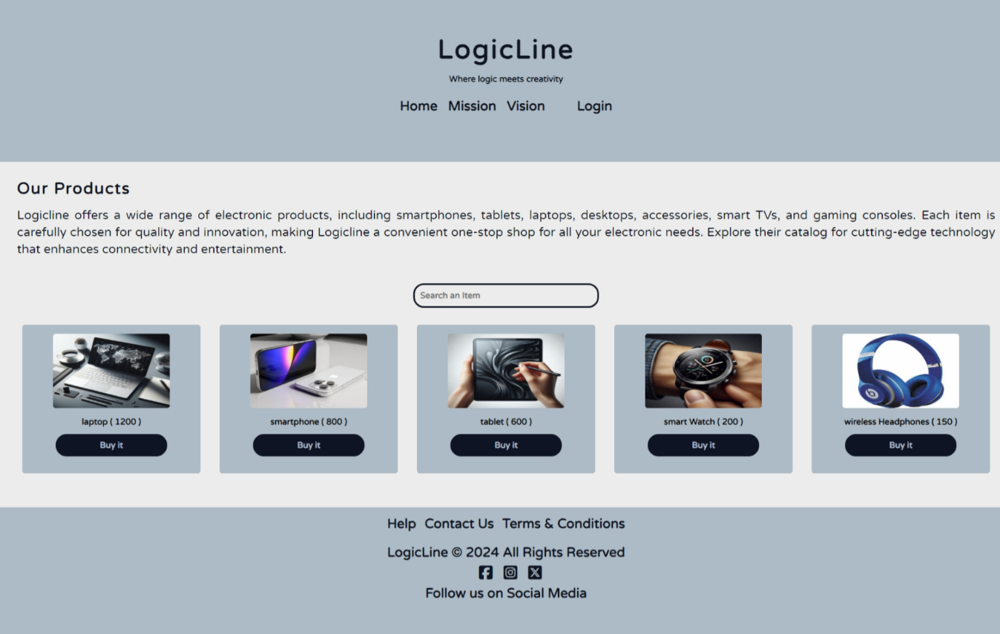 LogicLine
Where logic meets creativity
Home Mission Vision Login
Our Products
Logicline offers a wide range of electronic products, including smartphones, tablets, laptops, desktops, accessories, smart TVs, and gaming consoles. Each item is
carefully chosen for quality and innovation, making Logicline a convenient one-stop shop for all your electronic needs. Explore their catalog for cutting-edge technology
that enhances connectivity and entertainment.
Search an Item
laptop ( 1200 )
Buy it
smartphone ( 800 )
Buy it
tablet ( 600 )
Buy it
smart Watch ( 200 )
Buy it
wireless Headphones ( 150 )
Buy it
Help Contact Us Terms & Conditions
LogicLine © 2024 All Rights Reserved
Follow us on Social Media